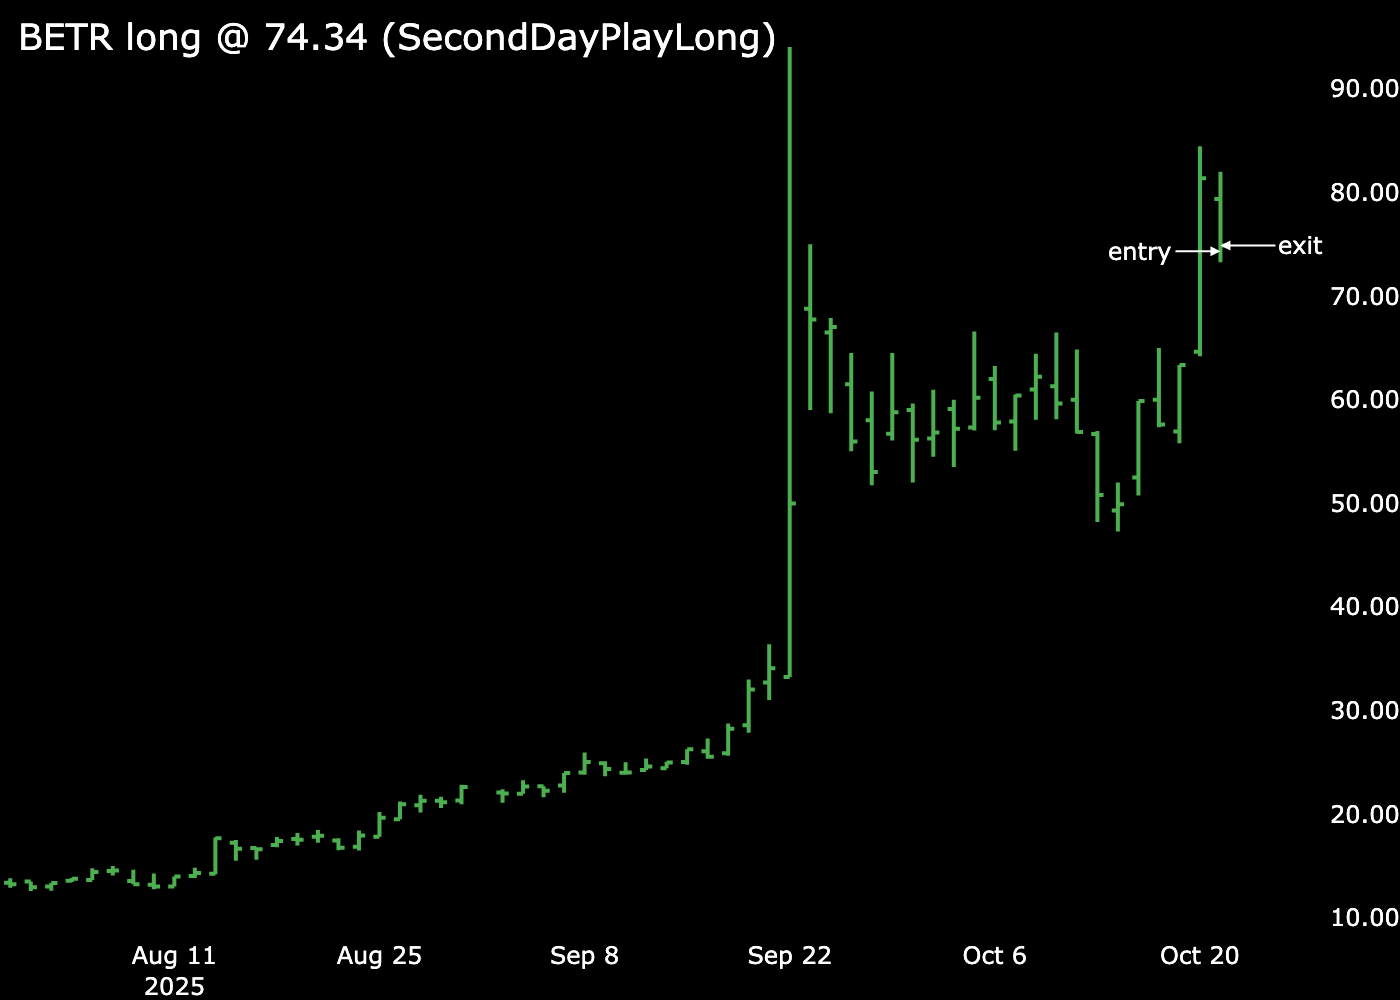 BETR long @ 74.34 (SecondDayPlayLong)
90.00
80.00
entry
exit
70.00
60.00
50.00
40.00
30.00
20.00
10.00
Aug 11
2025
Aug 25
Sep 8
Sep 22
Oct 6
Oct 20